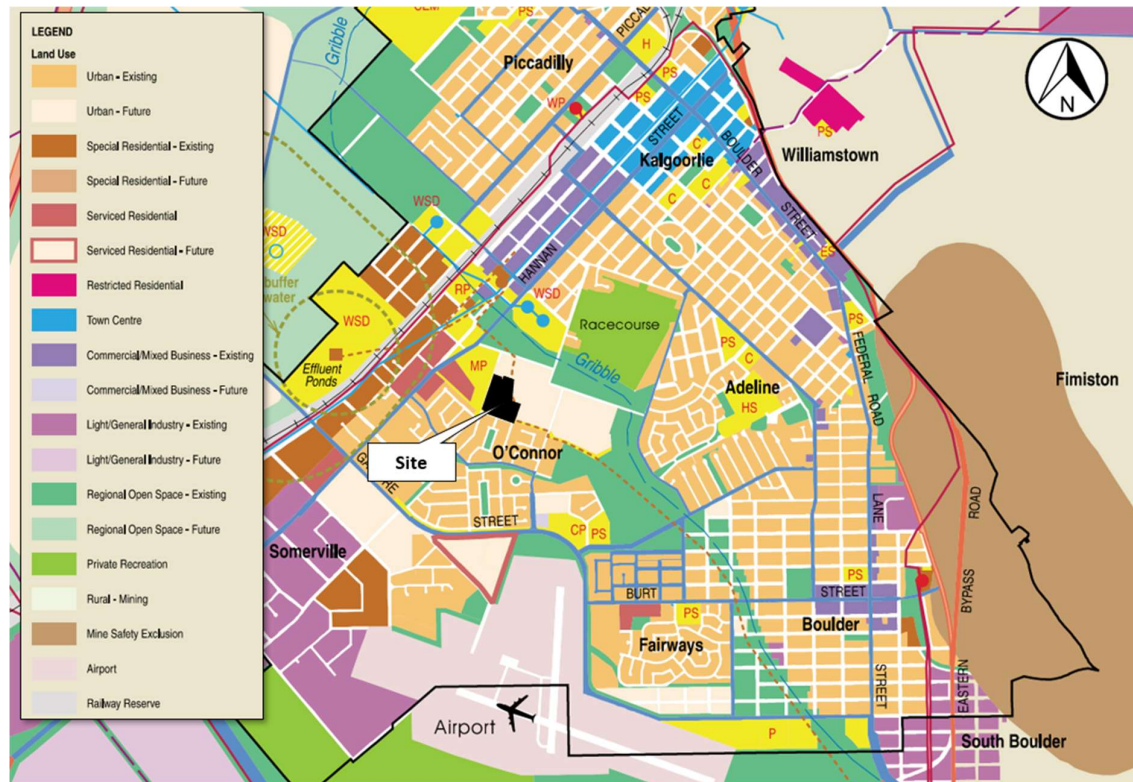 LEGEND
Land Use
Urban - Existing
Urban - Future
Special Residential - Existing
Special Residential - Future
Serviced Residential
Serviced Residential - Future
Restricted Residential
Town Centre
Commercial/Mixed Business - Existing
Commercial/Mixed Business - Future
Light/General Industry - Existing
Light/General Industry - Future
Regional Open Space - Existing
Regional Open Space - Future
Private Recreation
Rural - Mining
Mine Safety Exclusion
Airport
Railway Reserve
PS
Gribble
Piccadilly
H
PS
PS
WP
N
STREET
Kalgoorlie
C
C
C
BOULDER
STREET
Williamstown
PS
ES
WSD
WSD
HANNAN
RP
WSD
buffer
water
WSD
Effluent
Ponds
Racecourse
Gribble
MP
PS
C
Adeline
HS
PS
FEDERAL
ROAD
Fimiston
Site
O'Connor
STREET
CP
PS
Somerville
LANE
ROAD
BYPASS
EASTERN
BURT
STREET
PS
Boulder
PS
Fairways
STREET
Airport
P
South Boulder